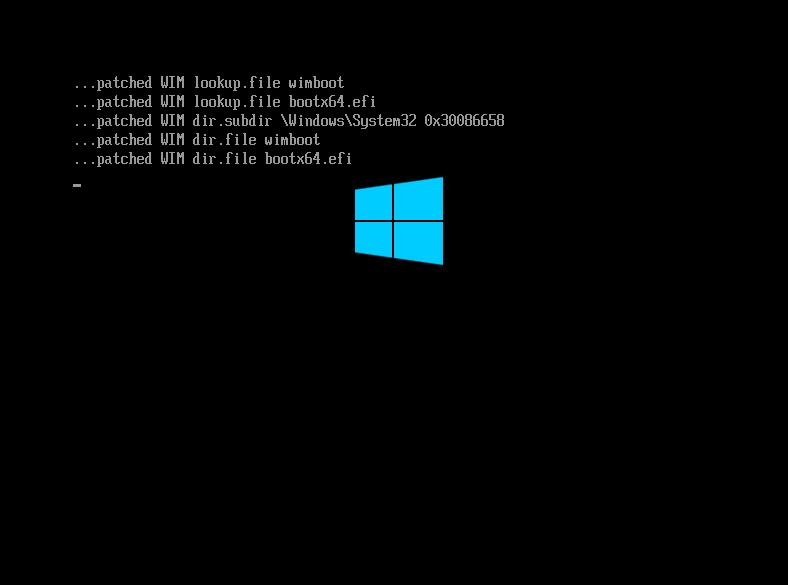 ...patched WIM lookup.file wimboot
...patched WIM lookup.file bootx64.efi
...patched WIM dir.subdir \Windows\System32 0x30086658
...patched WIM dir.file wimboot
...patched WIM dir.file bootx64.efi